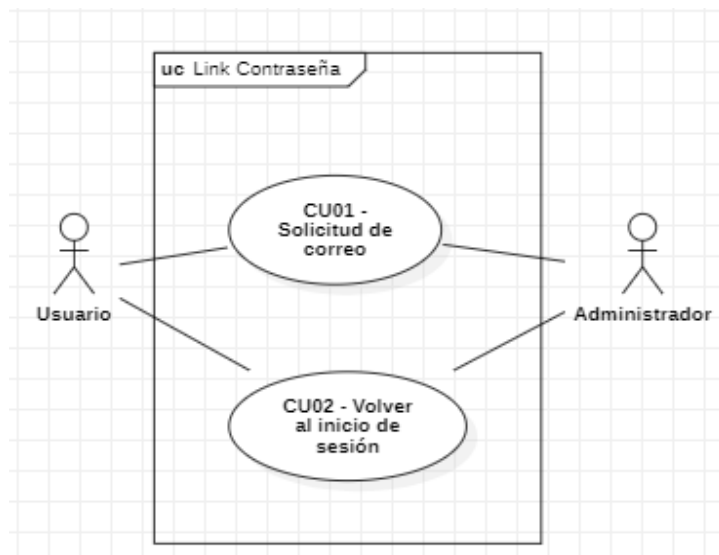 uc Link Contraseña
CU01 -
Solicitud de
correo
Usuario
Administrador
CU02 - Volver
al inicio de
sesión